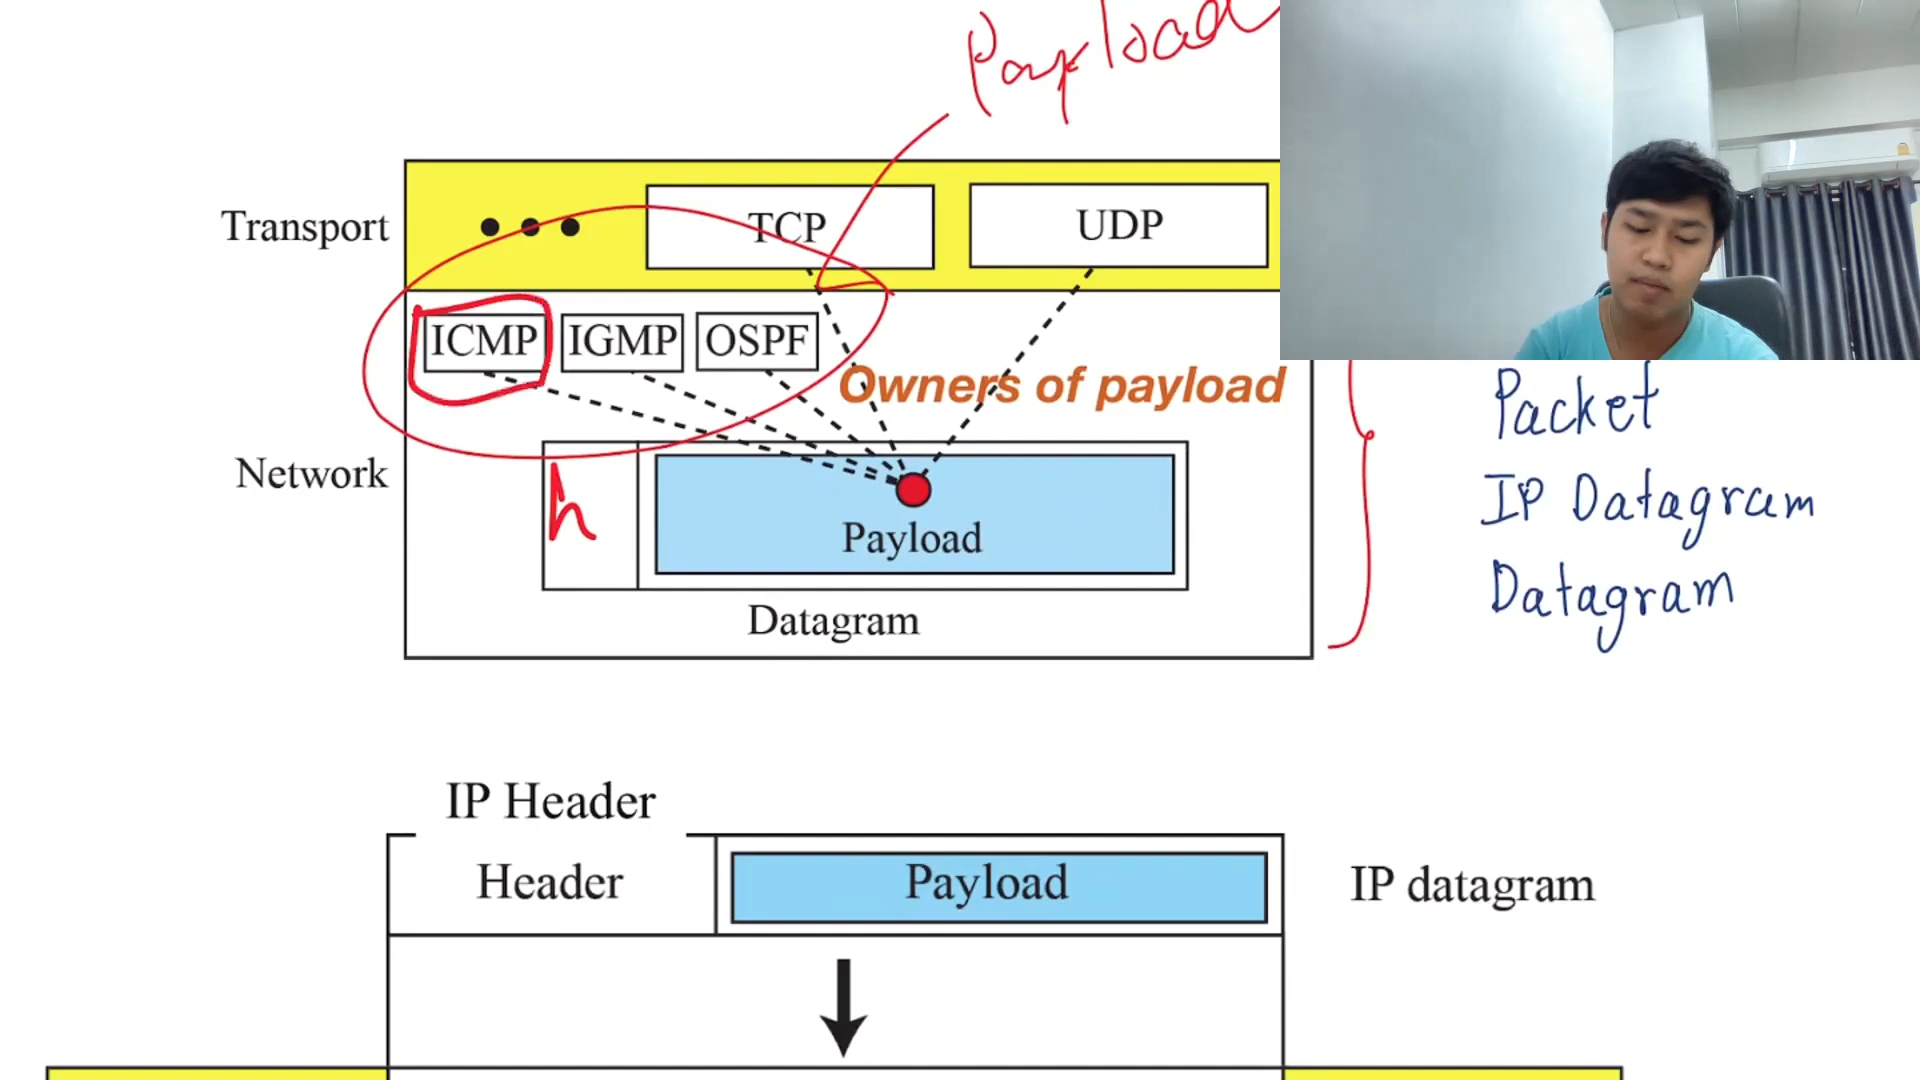 Payload
Transport
TCP
UDP
ICMP
IGMP
OSPF
Owners of payload
Packet
IP Datagram
Datagram
Network
h
Payload
Datagram
IP Header
Header
Payload
IP datagram